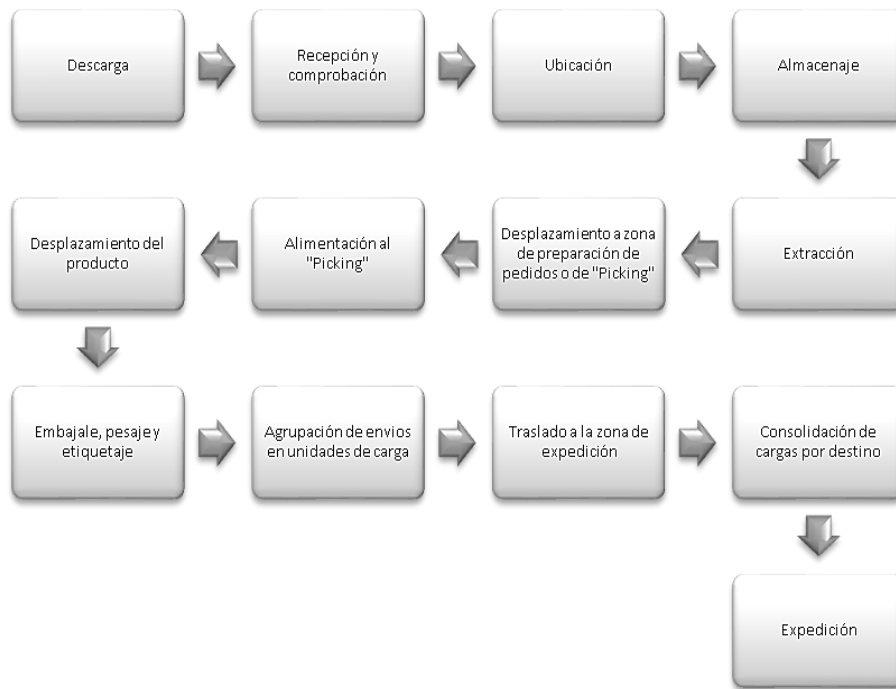 Descarga
Recepción y
comprobación
Ubicación
Almacenaje
Extracción
Desplazamiento a zona
de preparación de
pedidos o de "Picking"
Alimentación al
"Picking"
Desplazamiento del
producto
Embajale, pesaje y
etiquetaje
Agrupación de envios
en unidades de carga
Traslado a la zona de
expedición
Consolidación de
cargas por destino
Expedición